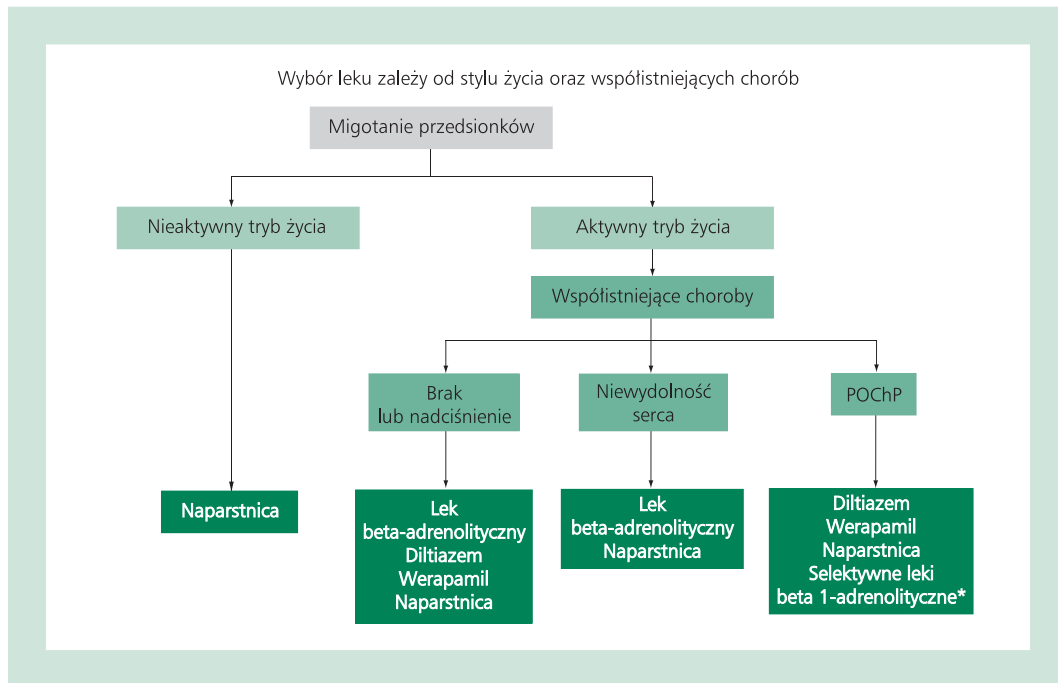 Wybór leku zależy od stylu życia oraz współistniejących chorób
Migotanie przedsionków
Nieaktywny tryb życia
Aktywny tryb życia
Współistniejące choroby
Brak
lub nadciśnienie
Niewydolność
serca
POChP
Naparstnica
Lek
beta-adrenolityczny
Diltiazem
Werapamil
Naparstnica
Lek
beta-adrenolityczny
Naparstnica
Diltiazem
Werapamil
Naparstnica
Selektywne leki
beta 1-adrenolityczne*